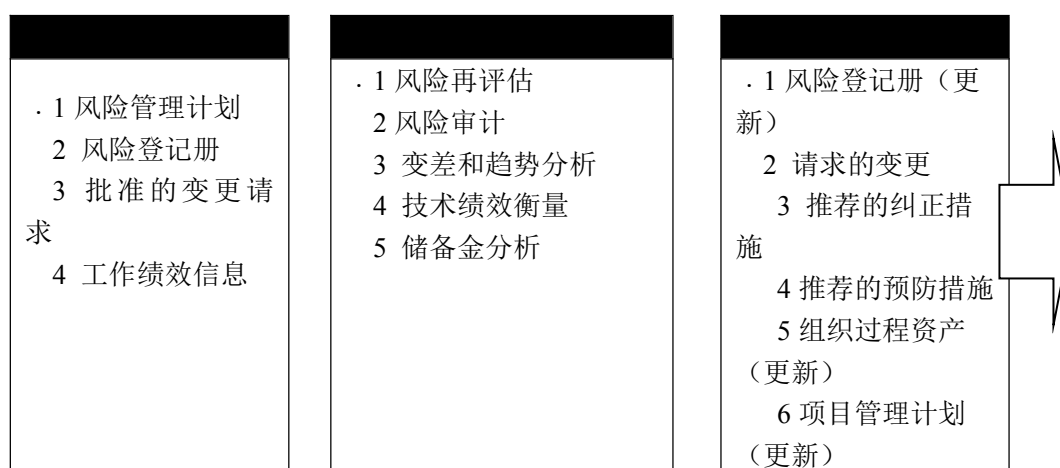 . 1 风险管理计划
2 风险登记册
3 批准的变更请
求
4 工作绩效信息
. 1 风险再评估
2 风险审计
3 变差和趋势分析
4 技术绩效衡量
5 储备金分析
. 1 风险登记册（更
新）
2 请求的变更
3 推荐的纠正措
施
4 推荐的预防措施
5 组织过程资产
（更新）
6 项目管理计划
（更新）